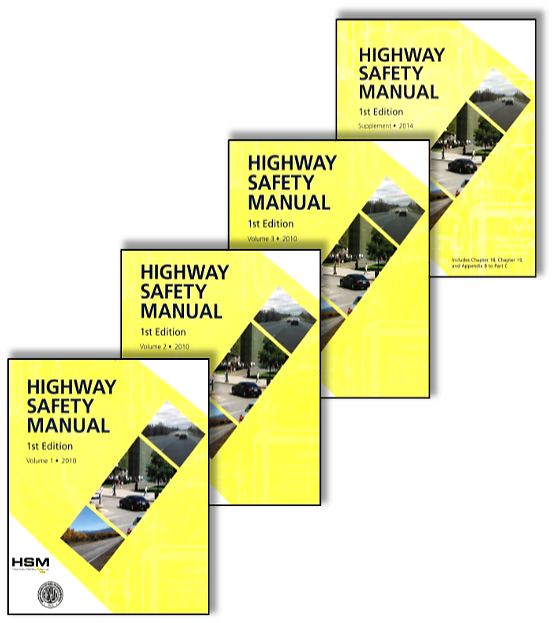 HIGHWAY
SAFETY
MANUAL
1st Edition
Supplement • 2014
Includes Chapter 18, Chapter 19,
and Appendix B to Part C
HIGHWAY
SAFETY
MANUAL
1st Edition
Volume 3 • 2010
HIGHWAY
SAFETY
MANUAL
1st Edition
Volume 2 • 2010
HIGHWAY
SAFETY
MANUAL
1st Edition
Volume 1 • 2010
HSM